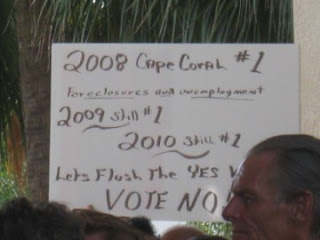 2008 Cape Coral #1
Foreclosures and unemployment
2009 still #1
2010 still #1
Lets Flush The YES
VOTE NO